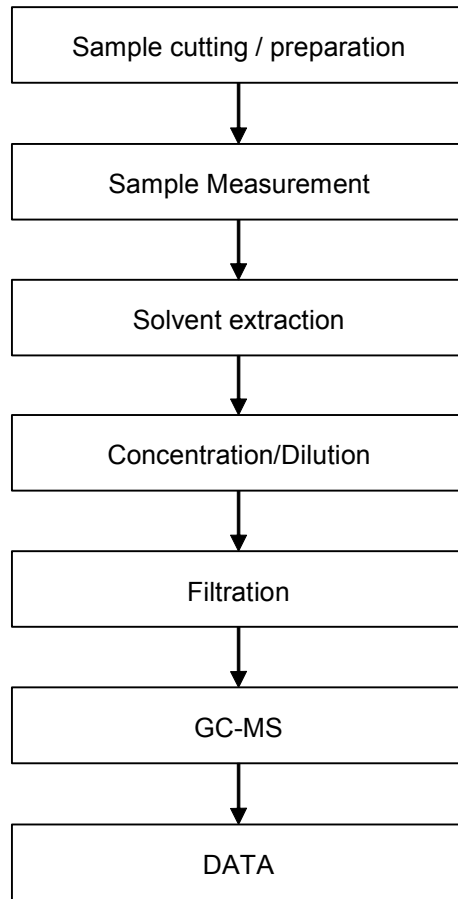 Sample cutting / preparation
Sample Measurement
Solvent extraction
Concentration/Dilution
Filtration
GC-MS
DATA